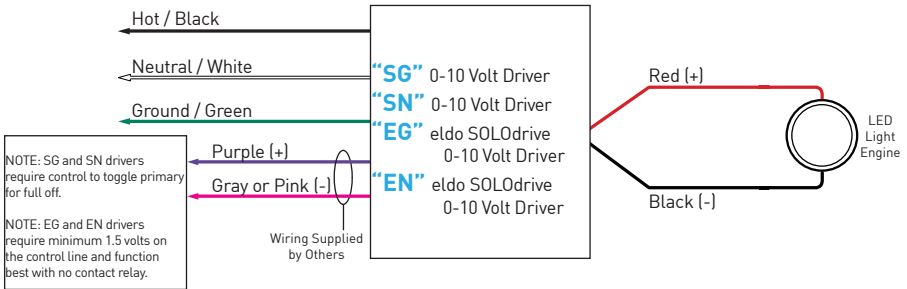 Hot / Black
Neutral / White
Ground / Green
NOTE: SG and SN drivers
require control to toggle primary
for full off.
NOTE: EG and EN drivers
require minimum 1.5 volts on
the control line and function
best with no contact relay.
Purple (+)
Gray or Pink (-)
Wiring Supplied
by Others
“SG” 0-10 Volt Driver
“SN” 0-10 Volt Driver
“EG” eldo SOLOdrive
0-10 Volt Driver
“EN” eldo SOLOdrive
0-10 Volt Driver
Red (+)
Black (-)
LED
Light
Engine